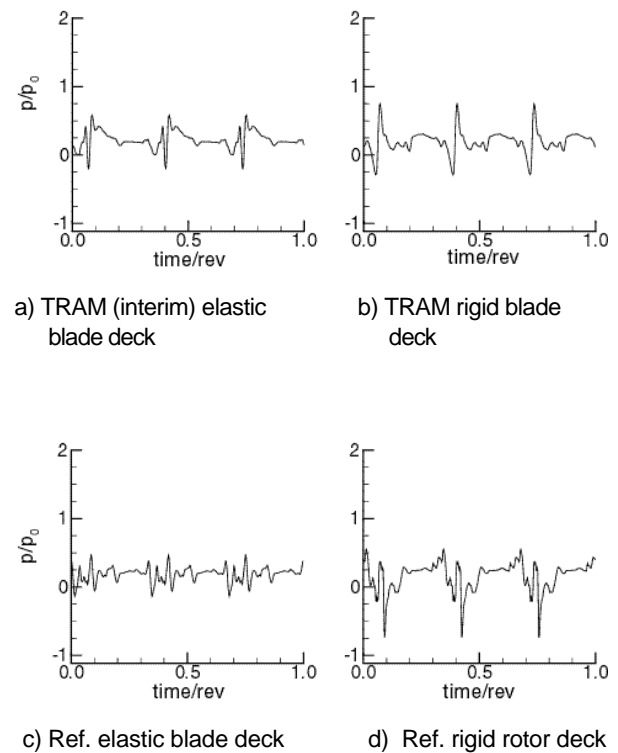 2
1
0
-1
p/p0
0.0 0.5 1.0
time/rev
2
1
0
-1
0.0 0.5 1.0
time/rev
a) TRAM (interim) elastic
blade deck
b) TRAM rigid blade
deck
2
1
0
-1
p/p0
0.0 0.5 1.0
time/rev
2
1
0
-1
0.0 0.5 1.0
time/rev
c) Ref. elastic blade deck
d) Ref. rigid rotor deck